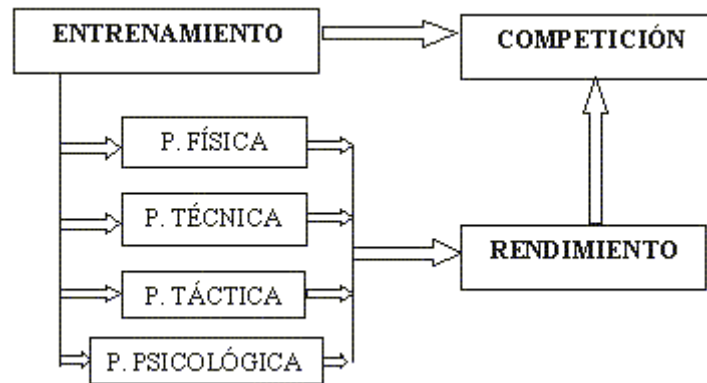 ENTRENAMIENTO
COMPETICIÓN
P. FÍSICA
P. TÉCNICA
RENDIMIENTO
P. TÁCTICA
P. PSICOLÓGICA